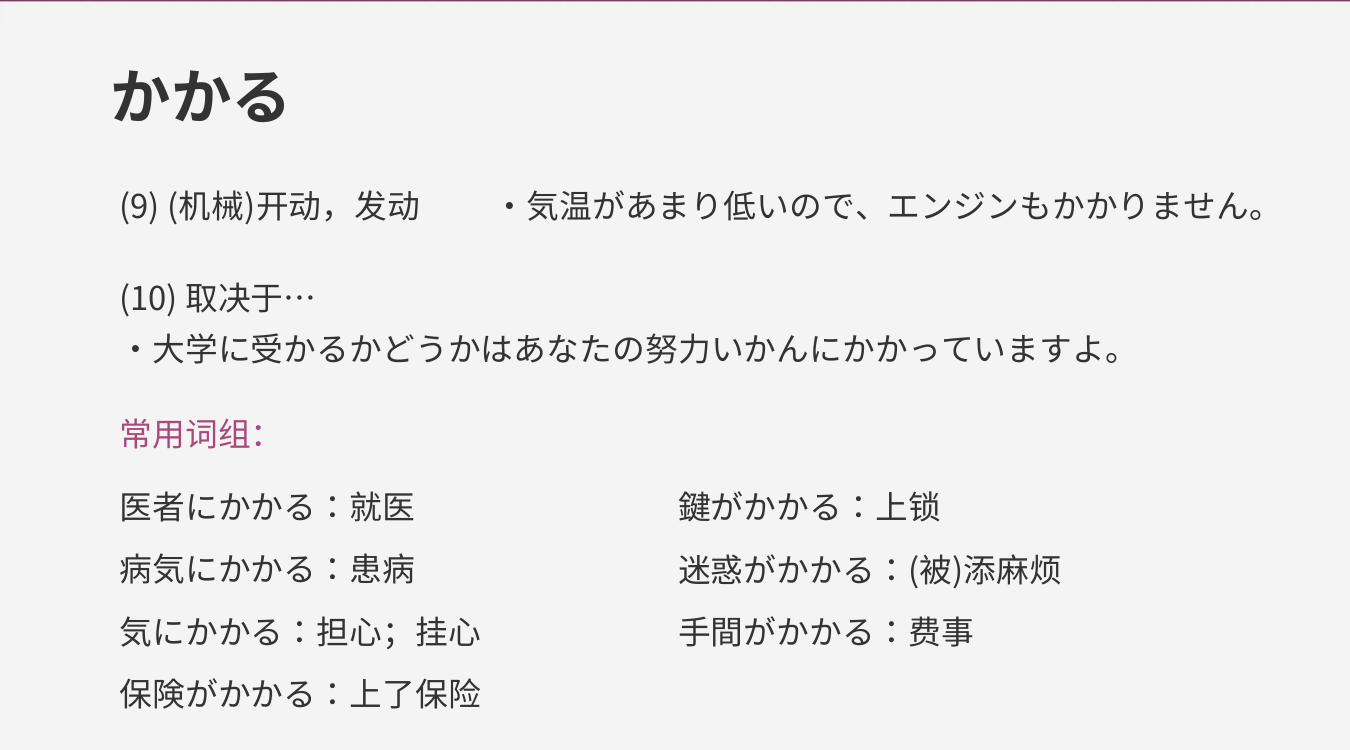 かかる
(9) (机械)开动，发动 ・気温があまり低いので、エンジンもかかりません。
(10) 取决于…
・大学に受かるかどうかはあなたの努力いかんにかかっていますよ。
常用词组：
医者にかかる：就医
病気にかかる：患病
気にかかる：担心；挂心
保険がかかる：上了保险
鍵がかかる：上锁
迷惑がかかる：(被)添麻烦
手間がかかる：费事